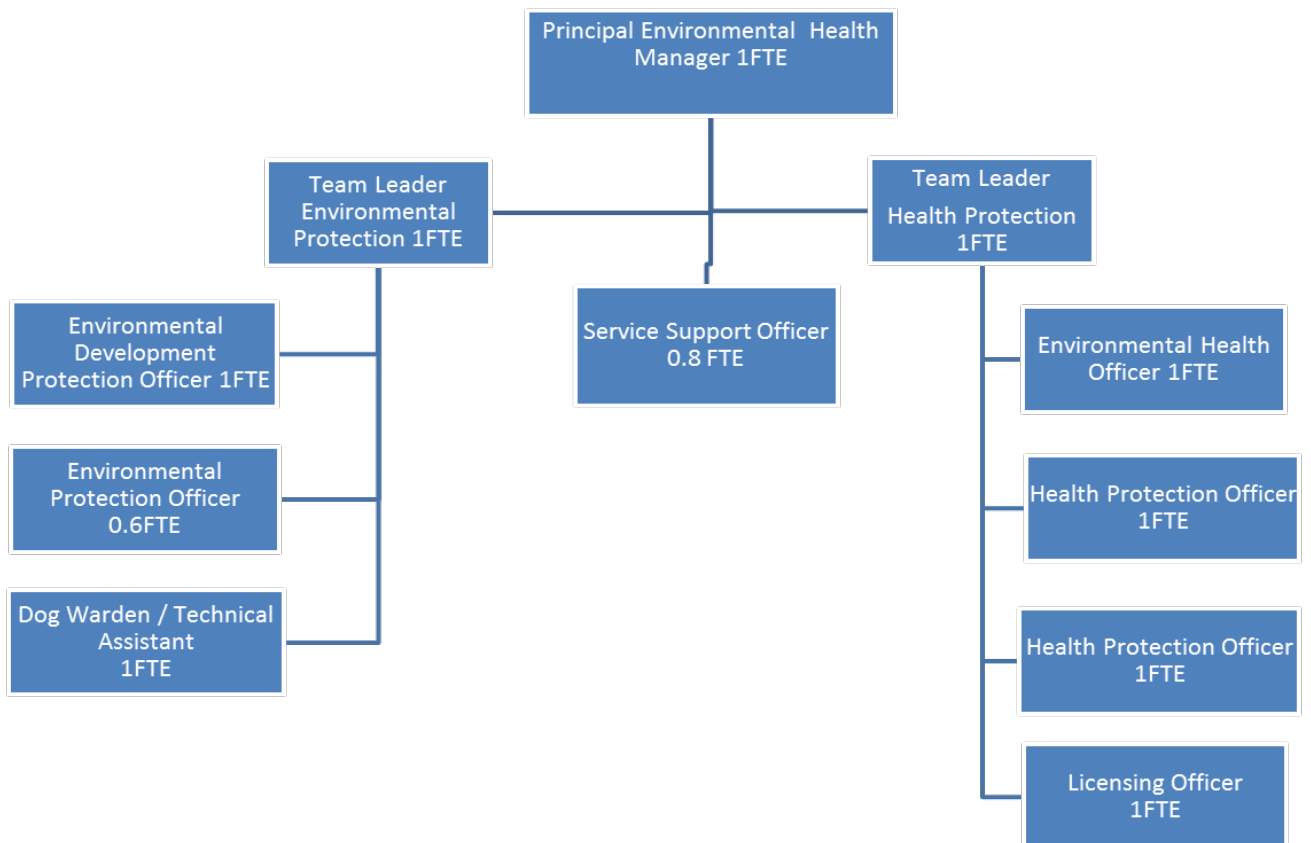 Principal Environmental Health
Manager 1FTE
Team Leader
Environmental
Protection 1FTE
Team Leader
Health Protection
1FTE
Service Support Officer
0.8 FTE
Environmental
Development
Protection Officer 1FTE
Environmental
Protection Officer
0.6FTE
Dog Warden / Technical
Assistant
1FTE
Environmental Health
Officer 1FTE
Health Protection Officer
1FTE
Health Protection Officer
1FTE
Licensing Officer
1FTE